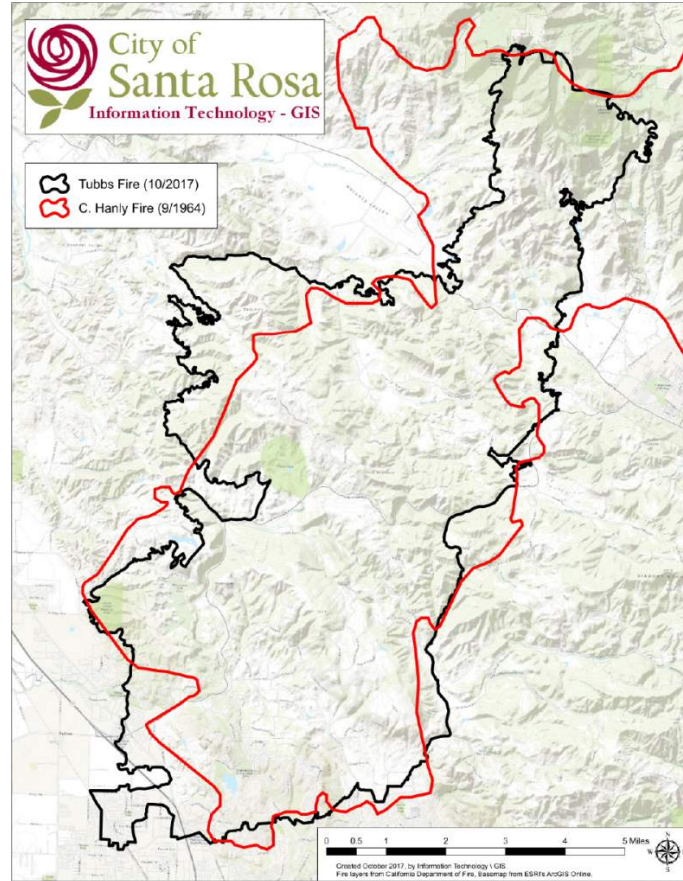 City of
Santa Rosa
Information Technology - GIS
Tubbs Fire (10/2017)
C. Hanly Fire (9/1964)
0 0.5 1 2 3 4 5 Miles
N
W
E
S
Created October 2017, by Information Technology \ GIS.
Fire layers from California Department of Fire, Basemap from ESRI's ArcGIS Online.